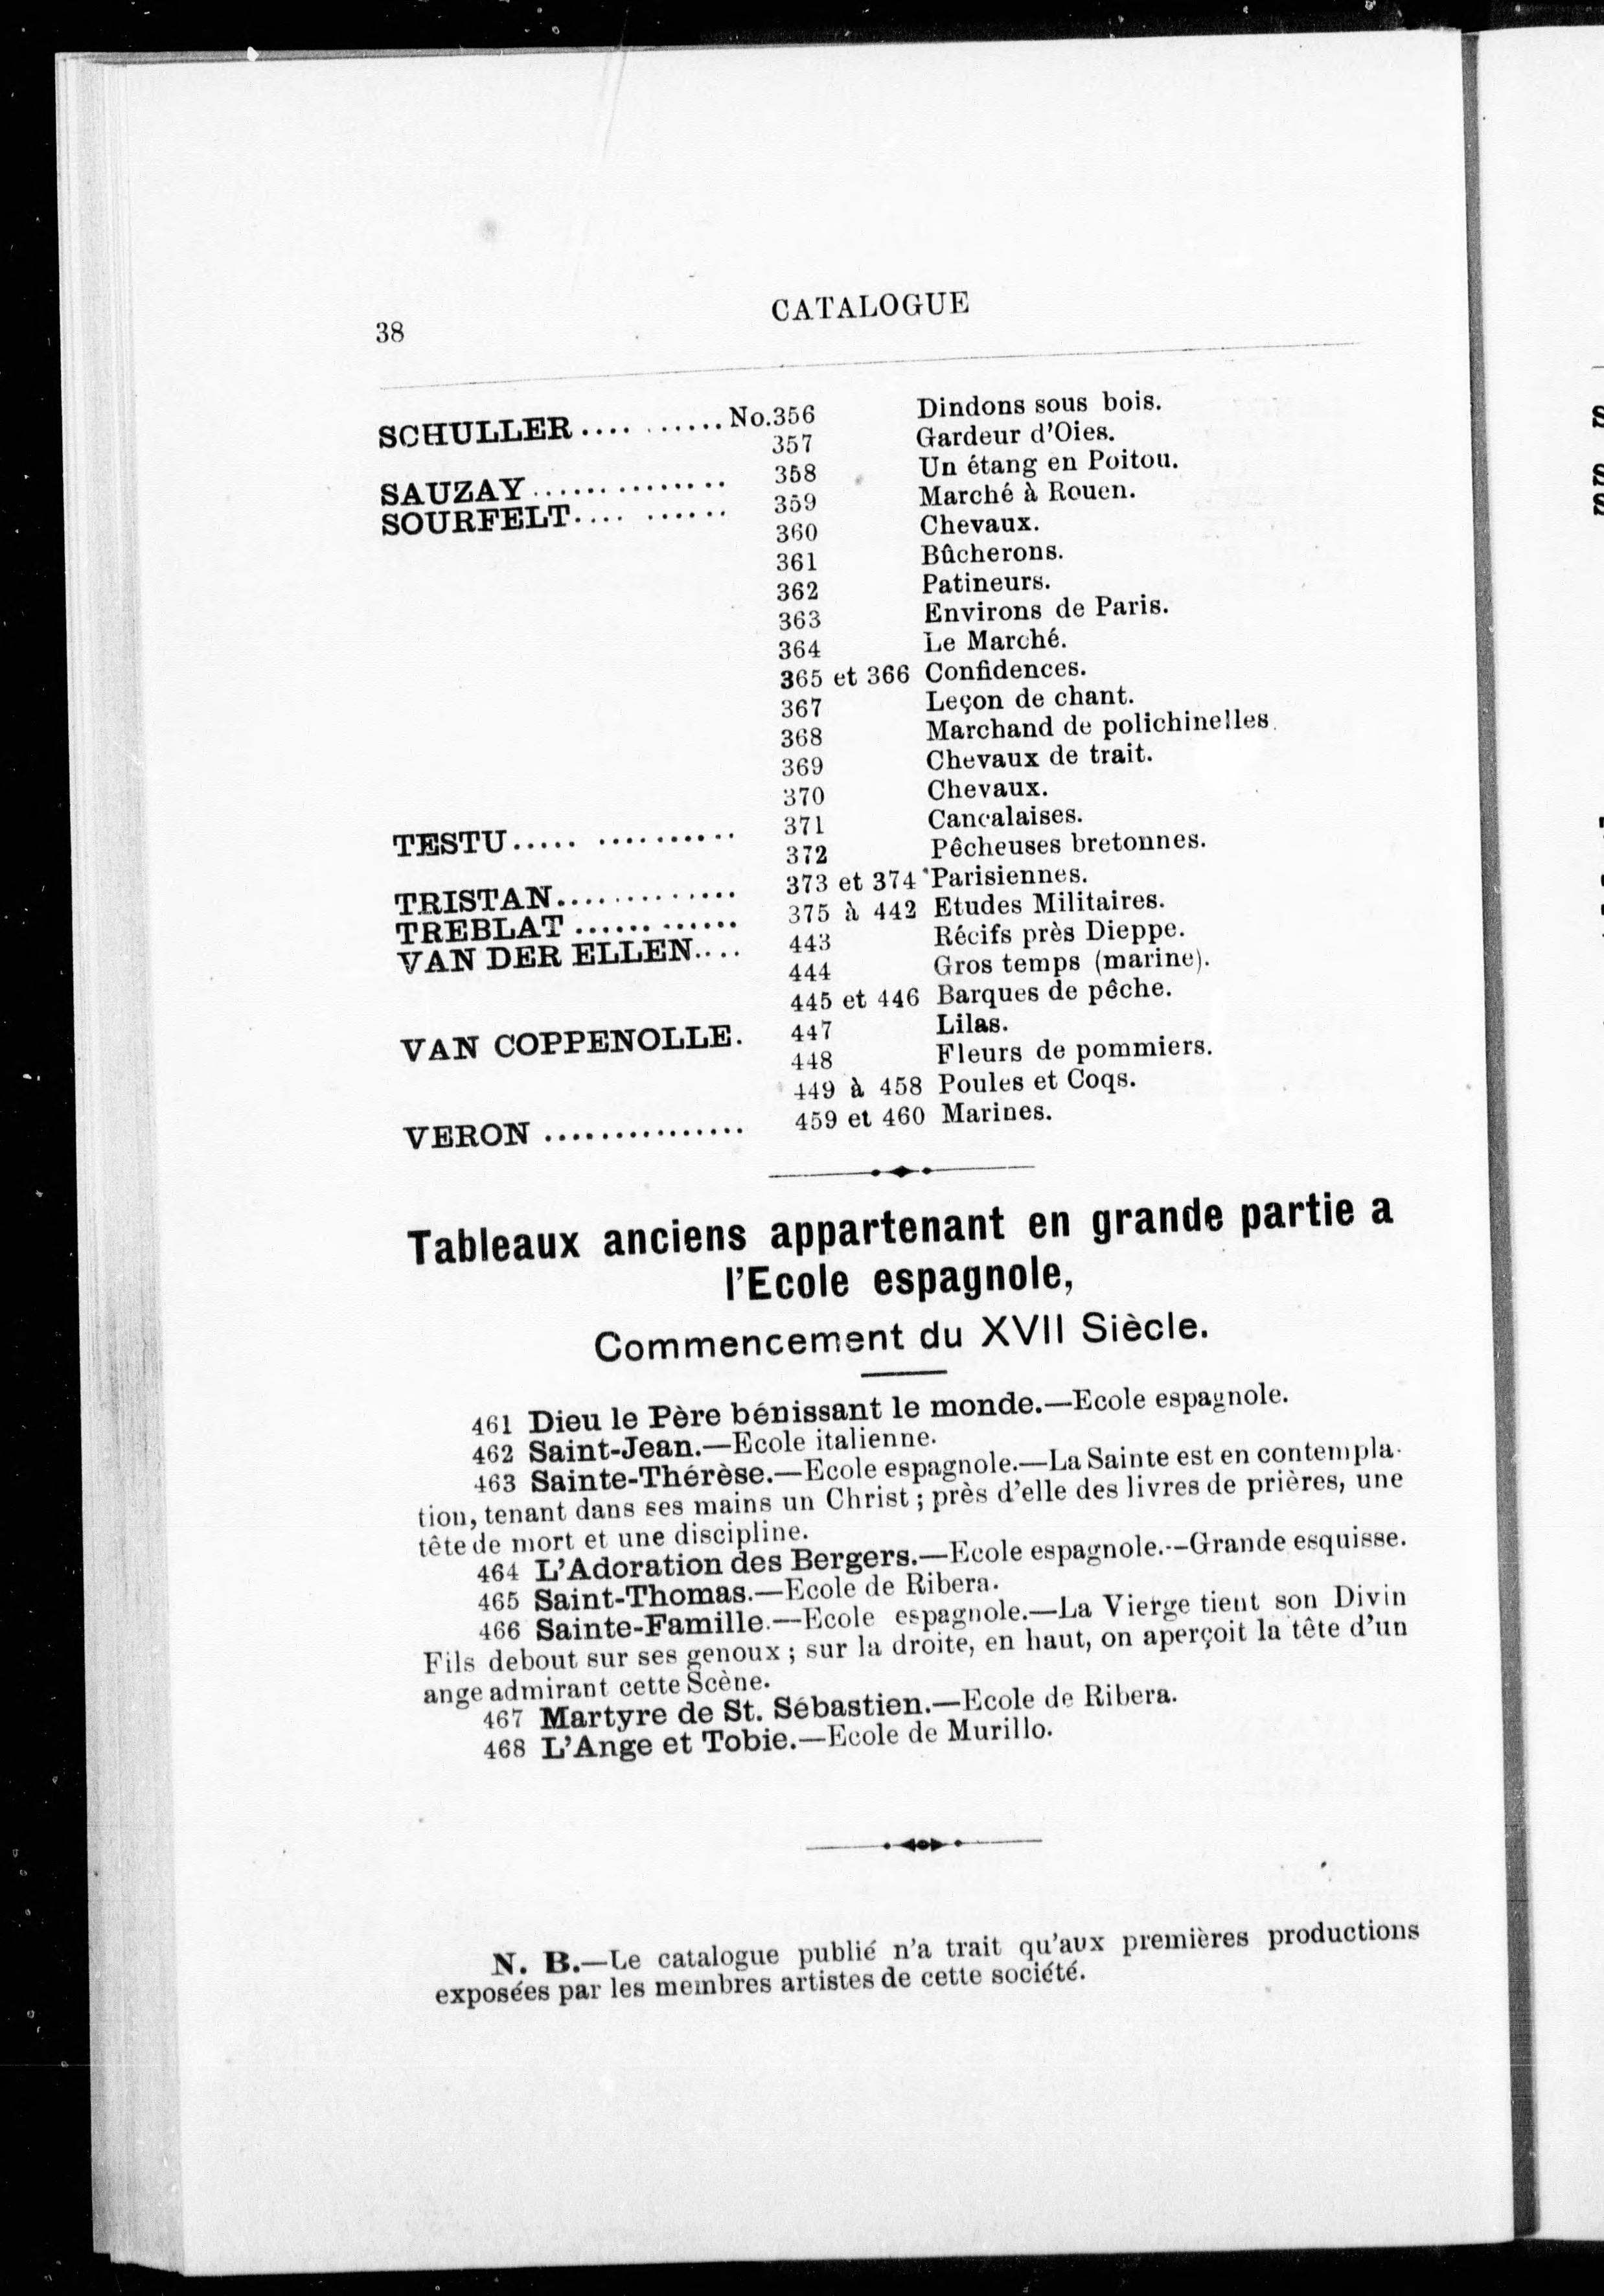 38
CATALOGUE
SCHULLER.... ......No.356 Dindons sous bois.
357 Gardeur d'Oies.
SAUZAY............... 358 Un étang en Poitou.
SOURFELT.... ...... 359 Marché à Rouen.
360 Chevaux.
361 Bûcherons.
362 Patineurs.
363 Environs de Paris.
364 Le Marché.
365 et 366 Confidences.
367 Leçon de chant.
368 Marchand de polichinelles.
369 Chevaux de trait.
370 Chevaux.
TESTU..... .......... 371 Cancalaises.
372 Pêcheuses bretonnes.
TRISTAN............. 373 et 374 Parisiennes.
TREBLAT ...... ...... 375 à 442 Etudes Militaires.
VAN DER ELLEN.... 443 Récifs près Dieppe.
444 Gros temps (marine).
445 et 446 Barques de pêche.
VAN COPPENOLLE. 447 Lilas.
448 Fleurs de pommiers.
449 à 458 Poules et Coqs.
VERON ............... 459 et 460 Marines.
Tableaux anciens appartenant en grande partie a
l'Ecole espagnole,
Commencement du XVII Siècle.
461 Dieu le Père bénissant le monde.—Ecole espagnole.
462 Saint-Jean.—Ecole italienne.
463 Sainte-Thérèse.—Ecole espagnole.—La Sainte est en contempla-
tion, tenant dans ses mains un Christ ; près d'elle des livres de prières, une
tête de mort et une discipline.
464 L'Adoration des Bergers.—Ecole espagnole.--Grande esquisse.
465 Saint-Thomas.—Ecole de Ribera.
466 Sainte-Famille.—Ecole espagnole.—La Vierge tient son Divin
Fils debout sur ses genoux ; sur la droite, en haut, on aperçoit la tête d'un
ange admirant cette Scène.
467 Martyre de St. Sébastien.—Ecole de Ribera.
468 L'Ange et Tobie.—Ecole de Murillo.
N. B.—Le catalogue publié n'a trait qu'aux premières productions
exposées par les membres artistes de cette société.